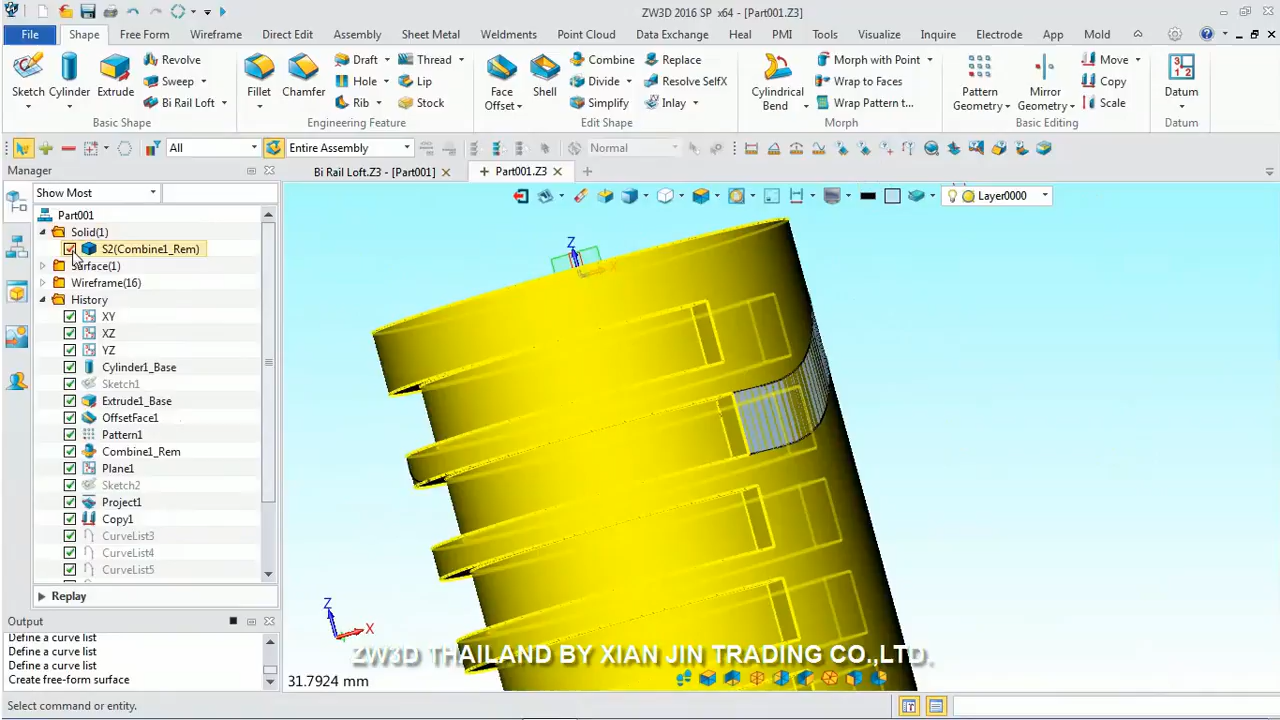 ZW3D 2016 SP x64 - [Part001.Z3]
File Shape Free Form Wireframe Direct Edit Assembly Sheet Metal Weldments Point Cloud Data Exchange Heal PMI Tools Visualize Inquire Electrode App Mold
Sketch Cylinder Extrude Revolve Sweep Bi Rail Loft
Basic Shape
Fillet Chamfer Draft Hole Rib Thread Lip Stock
Engineering Feature
Face Offset Shell Combine Divide Simplify Replace Resolve SelfX Inlay
Edit Shape
Cylindrical Bend Morph with Point Wrap to Faces Wrap Pattern t...
Morph
Pattern Geometry Mirror Geometry Move Copy Scale
Basic Editing
Datum
Datum
All Entire Assembly Normal
Manager
Bi Rail Loft.Z3 - [Part001] Part001.Z3
Show Most
Layer0000
Part001
Solid(1)
S2(Combine1_Rem)
Surface(1)
Wireframe(16)
History
XY
XZ
YZ
Cylinder1_Base
Sketch1
Extrude1_Base
OffsetFace1
Pattern1
Combine1_Rem
Plane1
Sketch2
Project1
Copy1
CurveList3
CurveList4
CurveList5
Replay
Output
Define a curve list
Define a curve list
Define a curve list
Create free-form surface
Z
X
Z
X
ZW3D THAILAND BY XIAN JIN TRADING CO.,LTD.
31.7924 mm
Select command or entity.